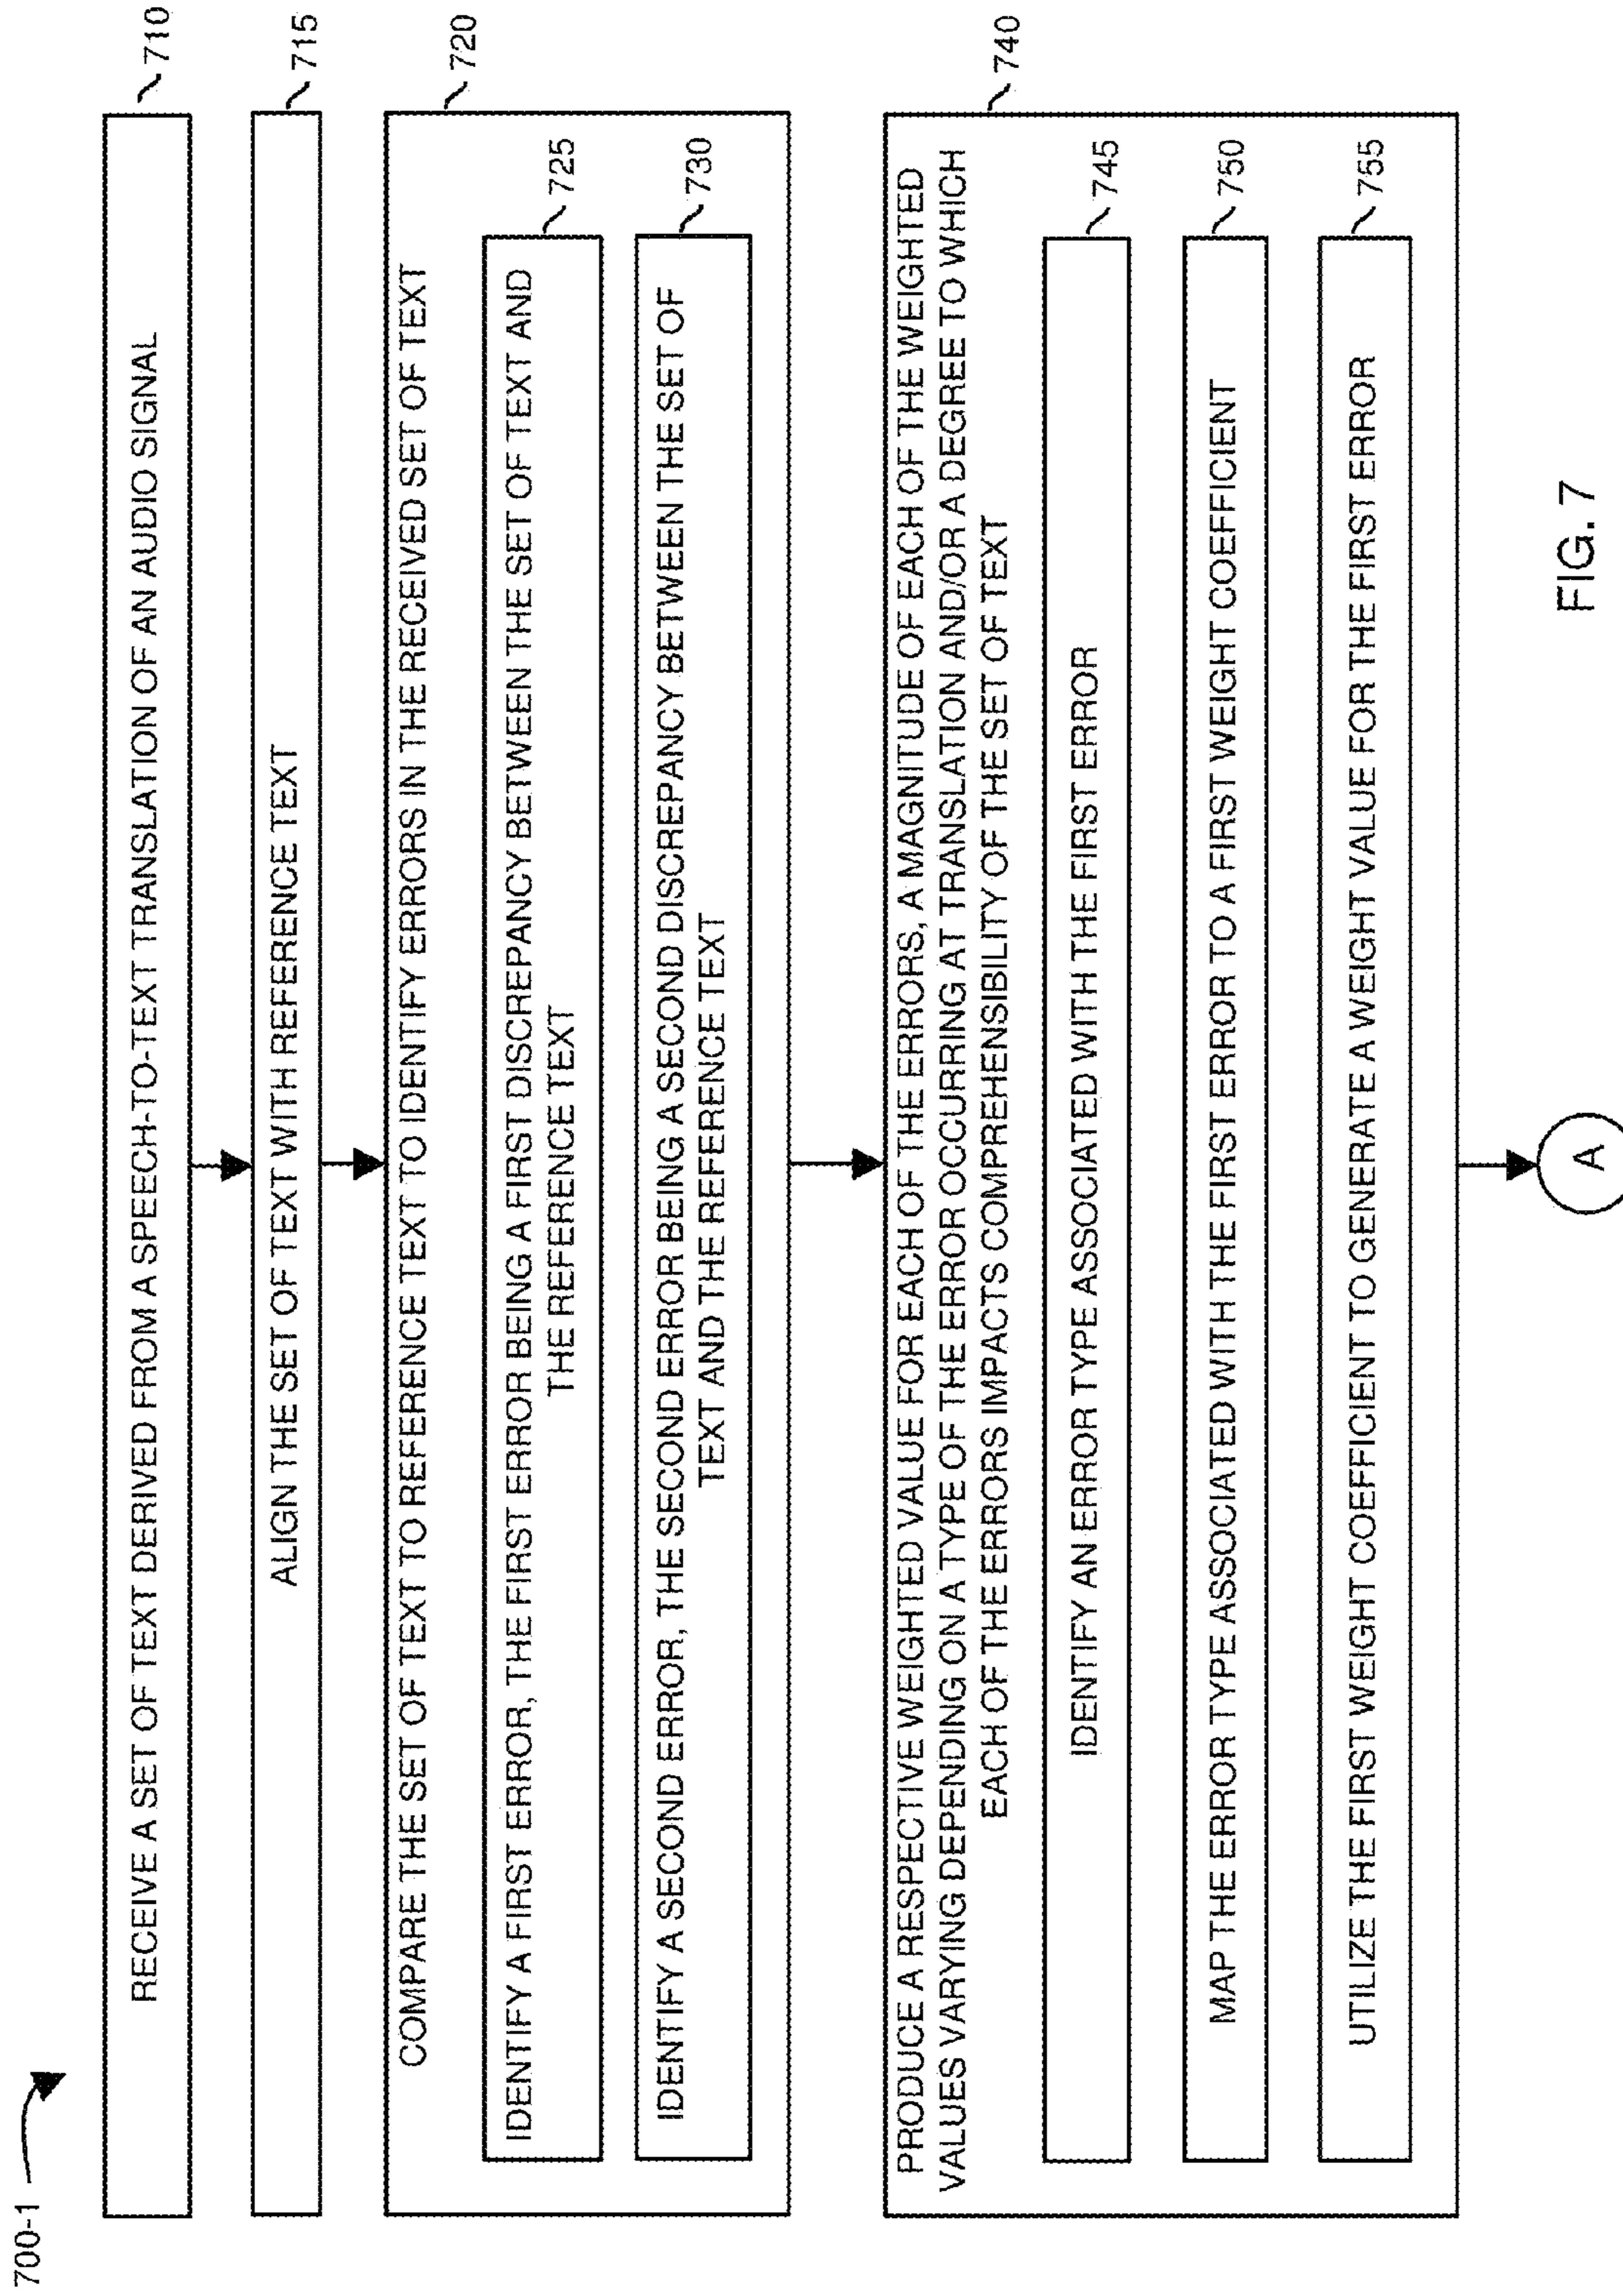 700-1
RECEIVE A SET OF TEXT DERIVED FROM A SPEECH-TO-TEXT TRANSLATION OF AN AUDIO SIGNAL
710
ALIGN THE SET OF TEXT WITH REFERENCE TEXT
715
COMPARE THE SET OF TEXT TO REFERENCE TEXT TO IDENTIFY ERRORS IN THE RECEIVED SET OF TEXT
720
IDENTIFY A FIRST ERROR, THE FIRST ERROR BEING A FIRST DISCREPANCY BETWEEN THE SET OF TEXT AND
THE REFERENCE TEXT
725
IDENTIFY A SECOND ERROR, THE SECOND ERROR BEING A SECOND DISCREPANCY BETWEEN THE SET OF
TEXT AND THE REFERENCE TEXT
730
PRODUCE A RESPECTIVE WEIGHTED VALUE FOR EACH OF THE ERRORS, A MAGNITUDE OF EACH OF THE WEIGHTED
VALUES VARYING DEPENDING ON A TYPE OF THE ERROR OCCURRING AT TRANSLATION AND/OR A DEGREE TO WHICH
EACH OF THE ERRORS IMPACTS COMPREHENSIBILITY OF THE SET OF TEXT
740
IDENTIFY AN ERROR TYPE ASSOCIATED WITH THE FIRST ERROR
745
MAP THE ERROR TYPE ASSOCIATED WITH THE FIRST ERROR TO A FIRST WEIGHT COEFFICIENT
750
UTILIZE THE FIRST WEIGHT COEFFICIENT TO GENERATE A WEIGHT VALUE FOR THE FIRST ERROR
755
A
FIG. 7